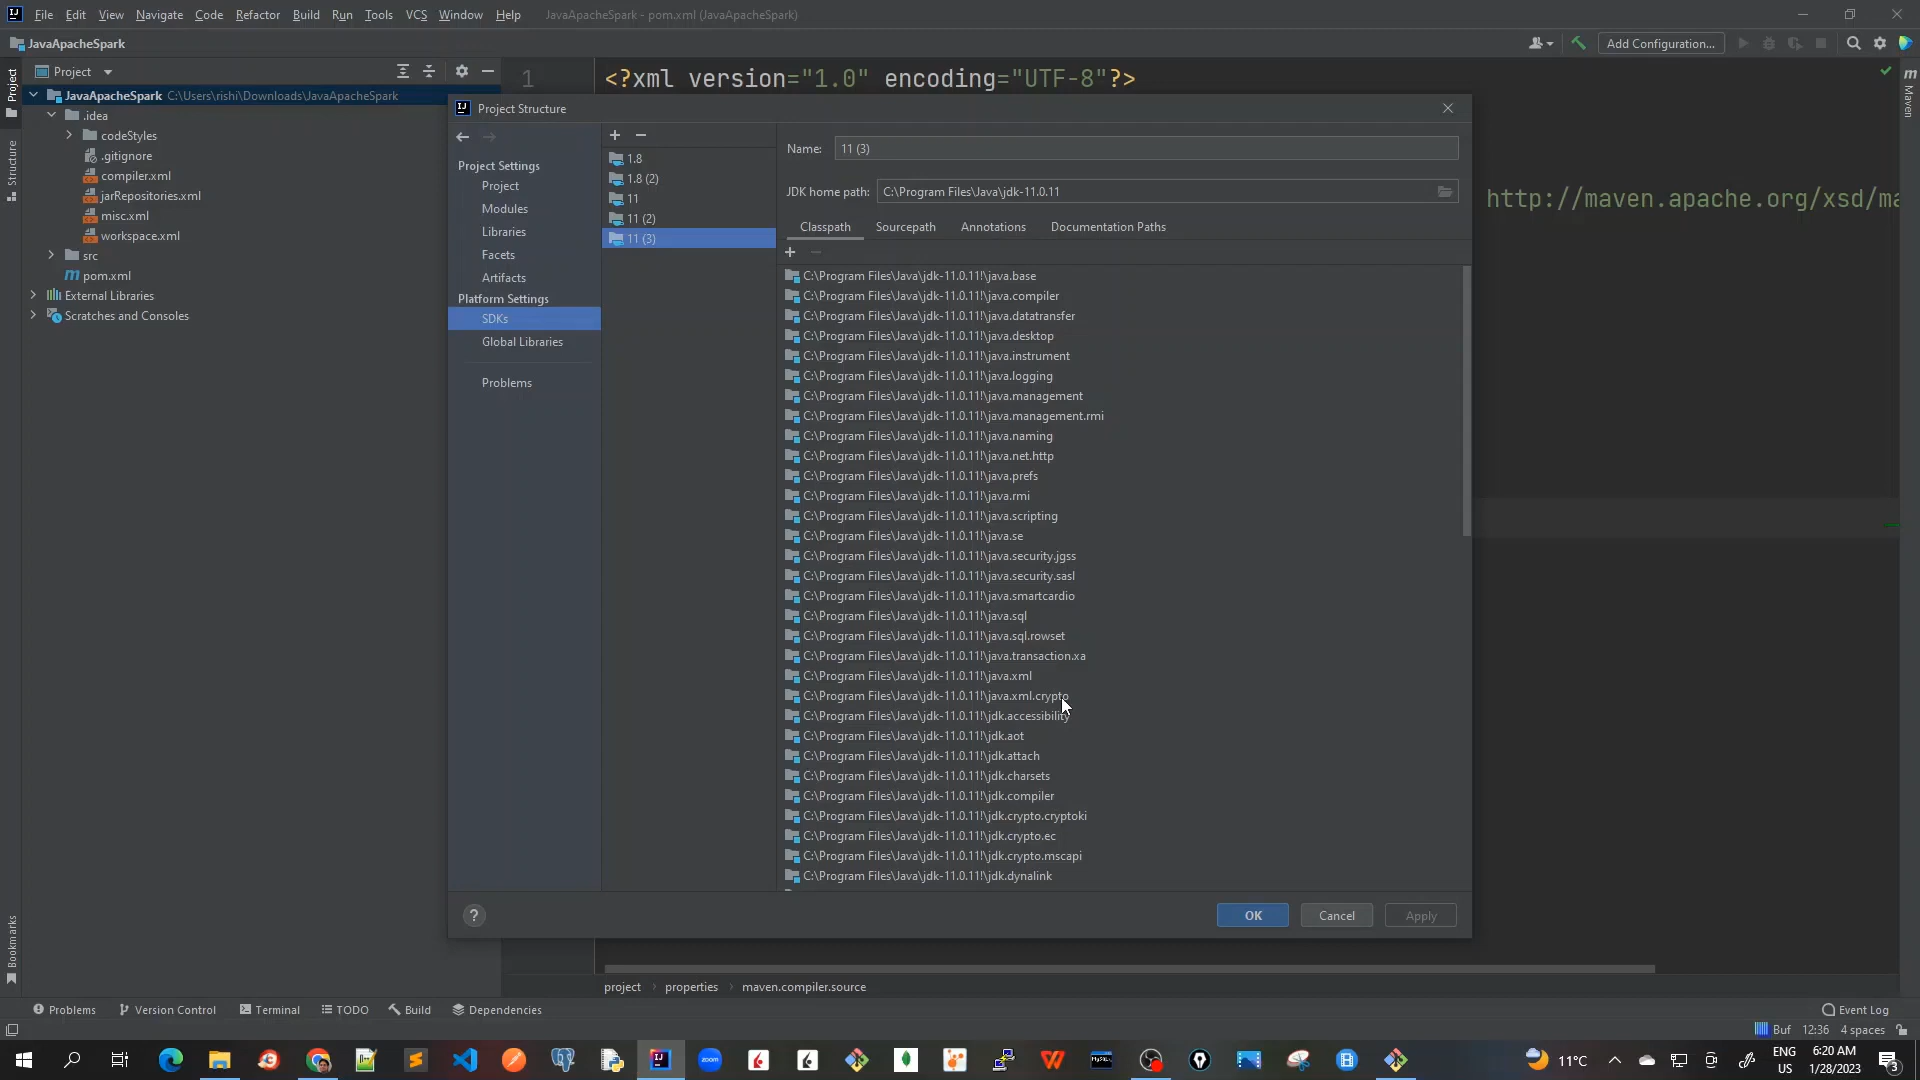 File Edit View Navigate Code Refactor Build Run Tools VCS Window Help JavaApacheSpark - pom.xml (JavaApacheSpark)
JavaApacheSpark
Add Configuration...
Project
Project
Structure
Bookmarks
Maven
JavaApacheSpark C:\Users\rishi\Downloads\JavaApacheSpark
.idea
codeStyles
.gitignore
compiler.xml
jarRepositories.xml
misc.xml
workspace.xml
src
pom.xml
External Libraries
Scratches and Consoles
1 <?xml version="1.0" encoding="UTF-8"?>
http://maven.apache.org/xsd/ma
Project Structure
Project Settings
Project
Modules
Libraries
Facets
Artifacts
Platform Settings
SDKs
Global Libraries
Problems
1.8
1.8 (2)
11
11 (2)
11 (3)
Name: 11 (3)
JDK home path: C:\Program Files\Java\jdk-11.0.11
Classpath Sourcepath Annotations Documentation Paths
C:\Program Files\Java\jdk-11.0.11!\java.base
C:\Program Files\Java\jdk-11.0.11!\java.compiler
C:\Program Files\Java\jdk-11.0.11!\java.datatransfer
C:\Program Files\Java\jdk-11.0.11!\java.desktop
C:\Program Files\Java\jdk-11.0.11!\java.instrument
C:\Program Files\Java\jdk-11.0.11!\java.logging
C:\Program Files\Java\jdk-11.0.11!\java.management
C:\Program Files\Java\jdk-11.0.11!\java.management.rmi
C:\Program Files\Java\jdk-11.0.11!\java.naming
C:\Program Files\Java\jdk-11.0.11!\java.net.http
C:\Program Files\Java\jdk-11.0.11!\java.prefs
C:\Program Files\Java\jdk-11.0.11!\java.rmi
C:\Program Files\Java\jdk-11.0.11!\java.scripting
C:\Program Files\Java\jdk-11.0.11!\java.se
C:\Program Files\Java\jdk-11.0.11!\java.security.jgss
C:\Program Files\Java\jdk-11.0.11!\java.security.sasl
C:\Program Files\Java\jdk-11.0.11!\java.smartcardio
C:\Program Files\Java\jdk-11.0.11!\java.sql
C:\Program Files\Java\jdk-11.0.11!\java.sql.rowset
C:\Program Files\Java\jdk-11.0.11!\java.transaction.xa
C:\Program Files\Java\jdk-11.0.11!\java.xml
C:\Program Files\Java\jdk-11.0.11!\java.xml.crypto
C:\Program Files\Java\jdk-11.0.11!\jdk.accessibility
C:\Program Files\Java\jdk-11.0.11!\jdk.aot
C:\Program Files\Java\jdk-11.0.11!\jdk.attach
C:\Program Files\Java\jdk-11.0.11!\jdk.charsets
C:\Program Files\Java\jdk-11.0.11!\jdk.compiler
C:\Program Files\Java\jdk-11.0.11!\jdk.crypto.cryptoki
C:\Program Files\Java\jdk-11.0.11!\jdk.crypto.ec
C:\Program Files\Java\jdk-11.0.11!\jdk.crypto.mscapi
C:\Program Files\Java\jdk-11.0.11!\jdk.dynalink
? OK Cancel Apply
project › properties › maven.compiler.source
Problems Version Control Terminal TODO Build Dependencies Event Log
Buf 12:36 4 spaces
11°C ENG US 6:20 AM 1/28/2023 3